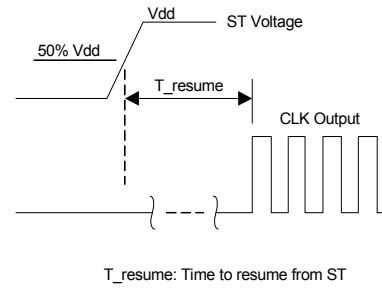 Vdd
ST Voltage
50% Vdd
T_resume
CLK Output
T_resume: Time to resume from ST